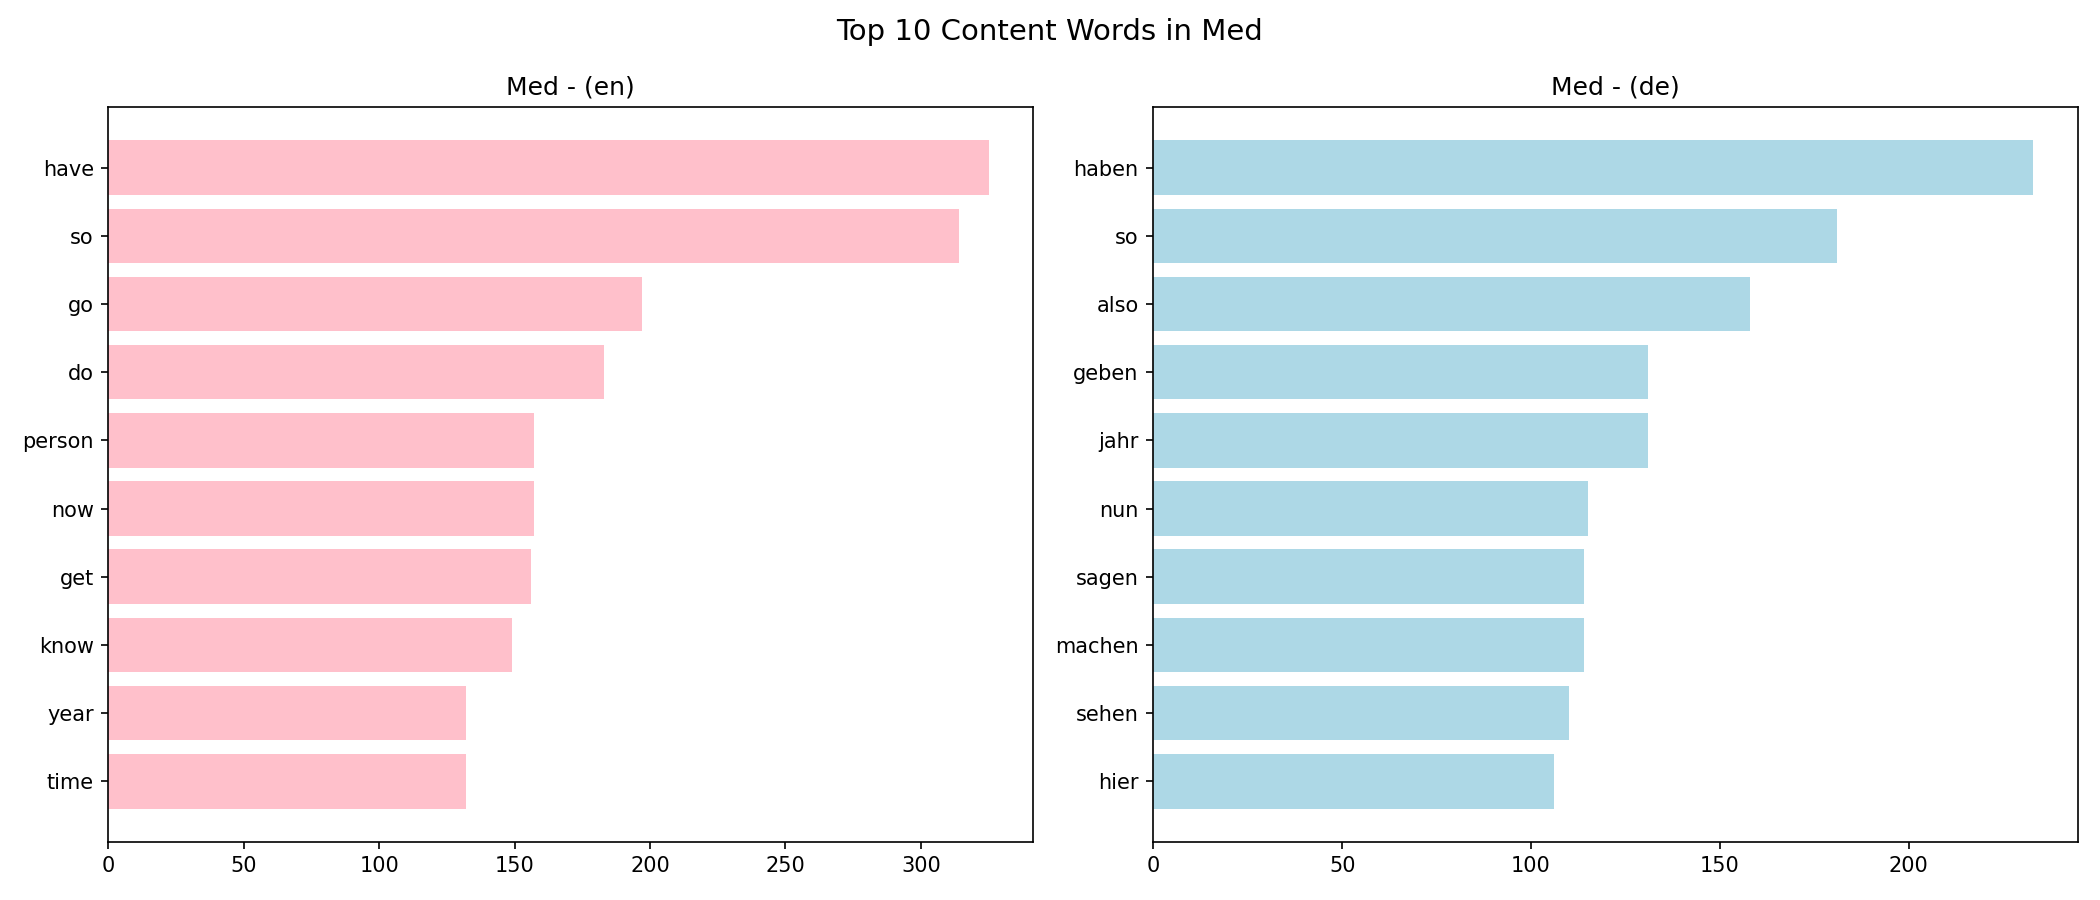 Top 10 Content Words in Med
Med - (en)
have
so
go
do
person
now
get
know
year
time
0 50 100 150 200 250 300
Med - (de)
haben
so
also
geben
jahr
nun
sagen
machen
sehen
hier
0 50 100 150 200